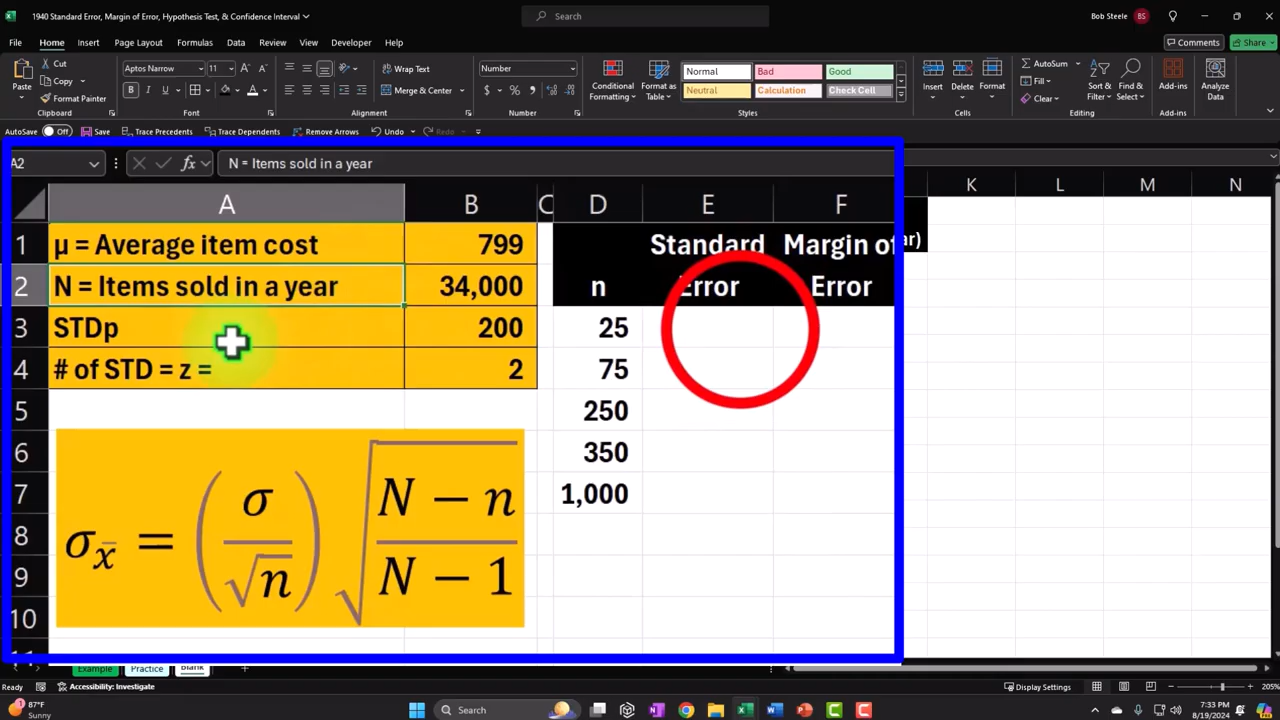 1940 Standard Error, Margin of Error, Hypothesis Test, & Confidence Interval
Search
Bob Steele BS
File Home Insert Page Layout Formulas Data Review View Developer Help
Comments Share
Paste
Cut
Copy
Format Painter
Clipboard
Aptos Narrow 11
B I U
Font
Wrap Text
Merge & Center
Alignment
Number
$ % 9
Number
Conditional Formatting
Format as Table
Normal Bad Good
Neutral Calculation Check Cell
Styles
Insert Delete Format
Cells
AutoSum
Fill
Clear
Sort & Filter
Find & Select
Editing
Add-ins
Add-ins
Analyze Data
AutoSave Off Save Trace Precedents Trace Dependents Remove Arrows Undo Redo
A2 fx N = Items sold in a year
A B C D E F K L M N
1 μ = Average item cost 799 Standard Margin of
2 N = Items sold in a year 34,000 n Error Error ar)
3 STDp 200 25
4 # of STD = z = 2 75
5 250
6 350
7 1,000
8
9
10
σx̄ = (σ/√n) √(N − n)/(N − 1)
Example Practice Blank
Ready Accessibility: Investigate Display Settings 205%
87°F
Sunny
Search
7:33 PM
8/19/2024